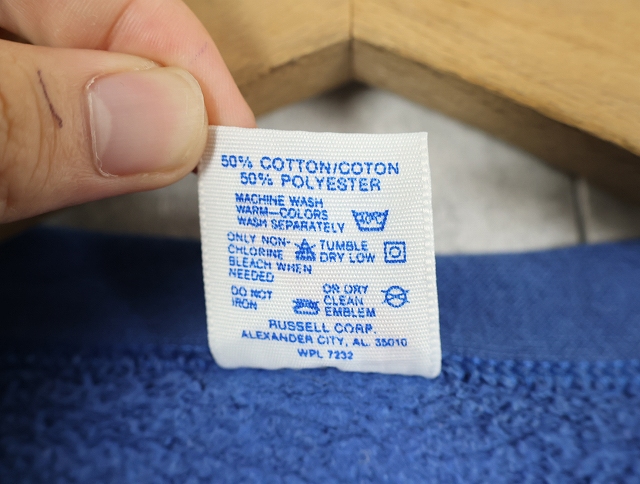 50% COTTON/COTON
50% POLYESTER
MACHINE WASH
WARM—COLORS
WASH SEPARATELY
ONLY NON-
CHLORINE
BLEACH WHEN
NEEDED
TUMBLE
DRY LOW
DO NOT
IRON
OR DRY
CLEAN
EMBLEM
RUSSELL CORP.
ALEXANDER CITY, AL. 35010
WPL 7232